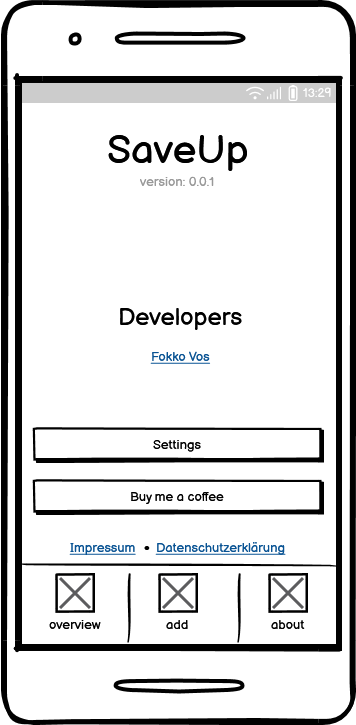 13:29
SaveUp
version: 0.0.1
Developers
Fokko Vos
Settings
Buy me a coffee
Impressum • Datenschutzerklärung
overview add about